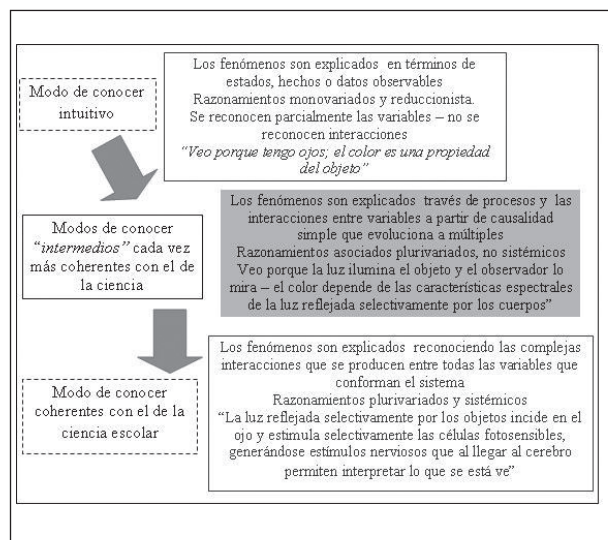 Modo de conocer
intuitivo
Los fenómenos son explicados en términos de
estados, hechos o datos observables
Razonamientos monovariados y reduccionista.
Se reconocen parcialmente las variables – no se
reconocen interacciones
“Veo porque tengo ojos; el color es una propiedad
del objeto”
Modos de conocer
“intermedios” cada vez
más coherentes con el de
la ciencia
Los fenómenos son explicados través de procesos y las
interacciones entre variables a partir de causalidad
simple que evoluciona a múltiples
Razonamientos asociados plurivariados, no sistémicos
Veo porque la luz ilumina el objeto y el observador lo
mira – el color depende de las características espectrales
de la luz reflejada selectivamente por los cuerpos”
Modo de conocer
coherentes con el de la
ciencia escolar
Los fenómenos son explicados reconociendo las complejas
interacciones que se producen entre todas las variables que
conforman el sistema
Razonamientos plurivariados y sistémicos
“La luz reflejada selectivamente por los objetos incide en el
ojo y estimula selectivamente las células fotosensibles,
generándose estímulos nerviosos que al llegar al cerebro
permiten interpretar lo que se está ve”